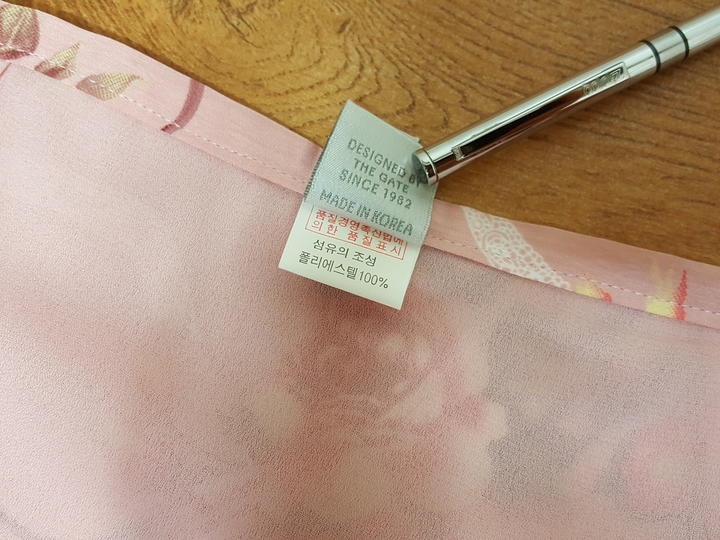 DESIGNED BY
THE GATE
SINCE 1982
MADE IN KOREA
품질경영촉진법에
의한 품질표시
섬유의 조성
폴리에스텔100%